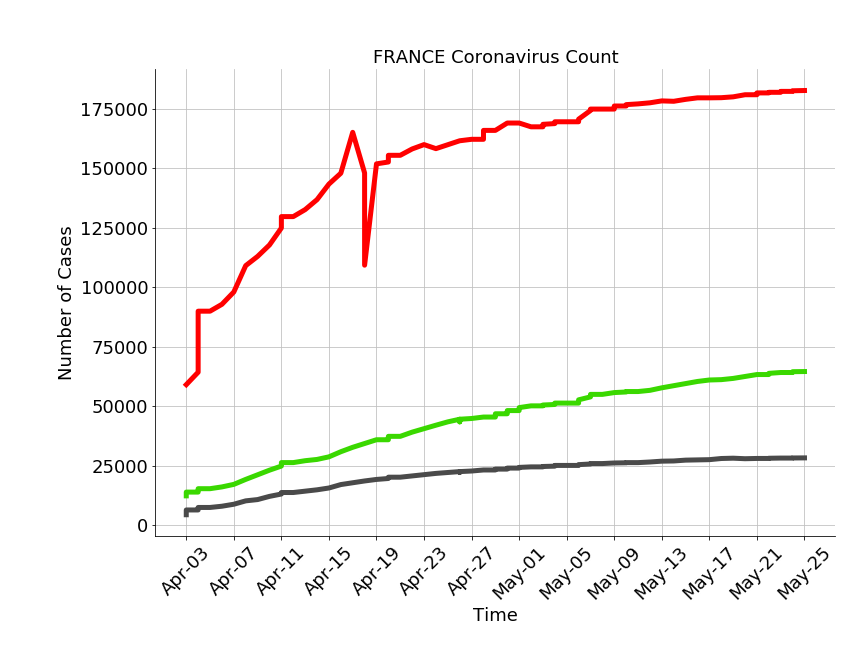 FRANCE Coronavirus Count
175000
150000
125000
100000
75000
50000
25000
0
Number of Cases
Apr-03
Apr-07
Apr-11
Apr-15
Apr-19
Apr-23
Apr-27
May-01
May-05
May-09
May-13
May-17
May-21
May-25
Time